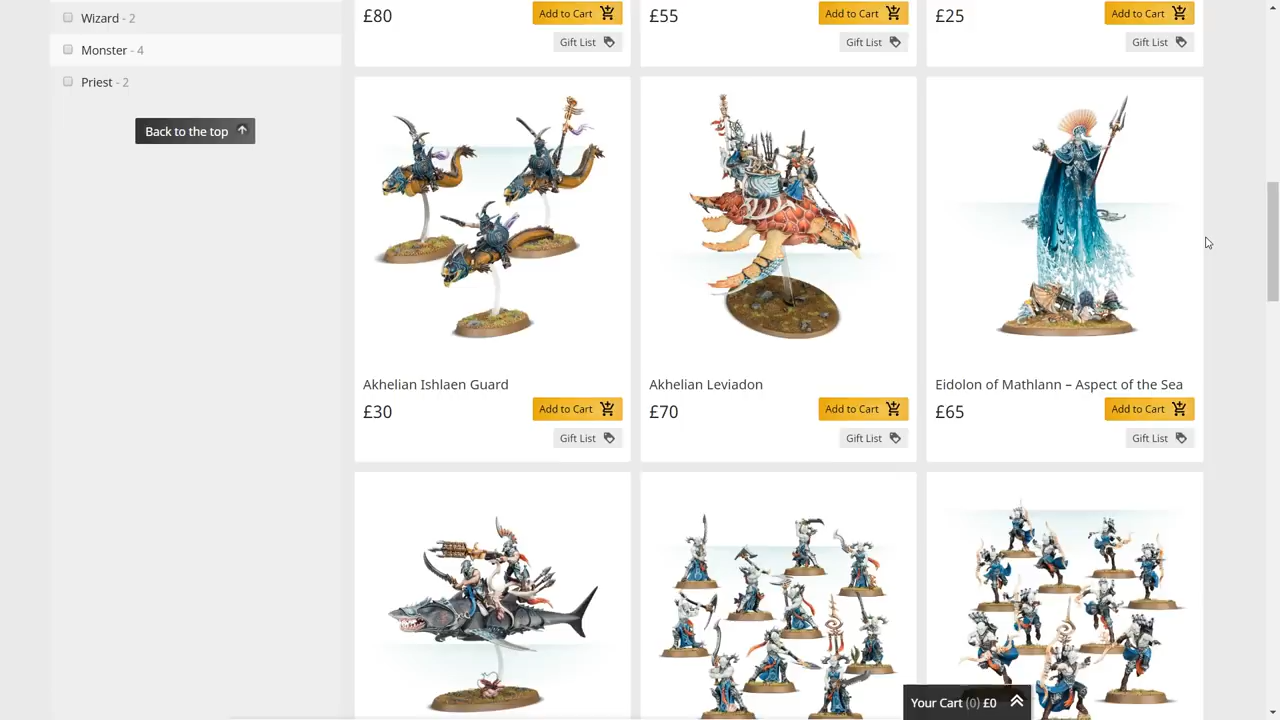 Wizard - 2
Monster - 4
Priest - 2
Back to the top
£80
Add to Cart
Gift List
£55
Add to Cart
Gift List
£25
Add to Cart
Gift List
Akhelian Ishlaen Guard
£30
Add to Cart
Gift List
Akhelian Leviadon
£70
Add to Cart
Gift List
Eidolon of Mathlann – Aspect of the Sea
£65
Add to Cart
Gift List
Your Cart (0) £0